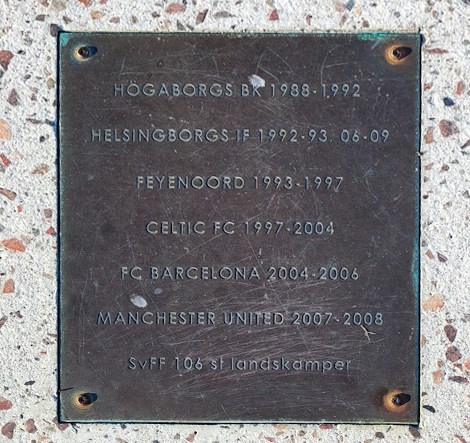 HÖGABORGS BK 1988-1992
HELSINGBORGS IF 1992-93. 06-09
FEYENOORD 1993-1997
CELTIC FC 1997-2004
FC BARCELONA 2004-2006
MANCHESTER UNITED 2007-2008
SvFF 106 st landskamper